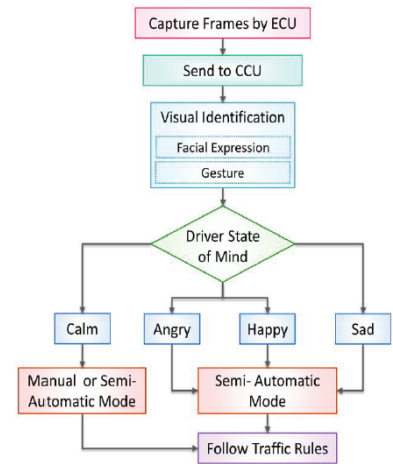 Capture Frames by ECU
Send to CCU
Visual Identification
Facial Expression
Gesture
Driver State
of Mind
Calm
Angry
Happy
Sad
Manual or Semi-
Automatic Mode
Semi- Automatic
Mode
Follow Traffic Rules